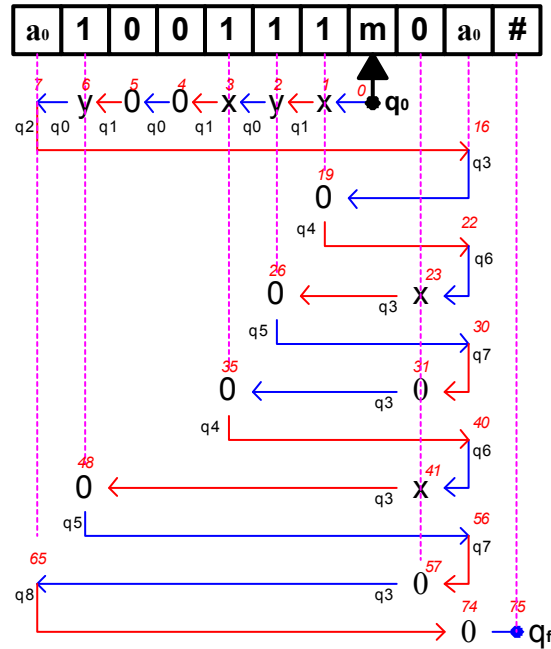 a₀ 1 0 0 1 1 1 m 0 a₀ #
7 6 5 4 3 2 1 0
y 0 0 x y x q₀
q2 q0 q1 q0 q1 q0 q1
16
q3
19
0
q4 22
q6
26 23
0 q3 x
q5 30
q7
35 31
0 q3 0
q4 40
q6
48 41
0 q3 x
q5 56
q7
65 57
q8 q3 0
74 75
0 qf